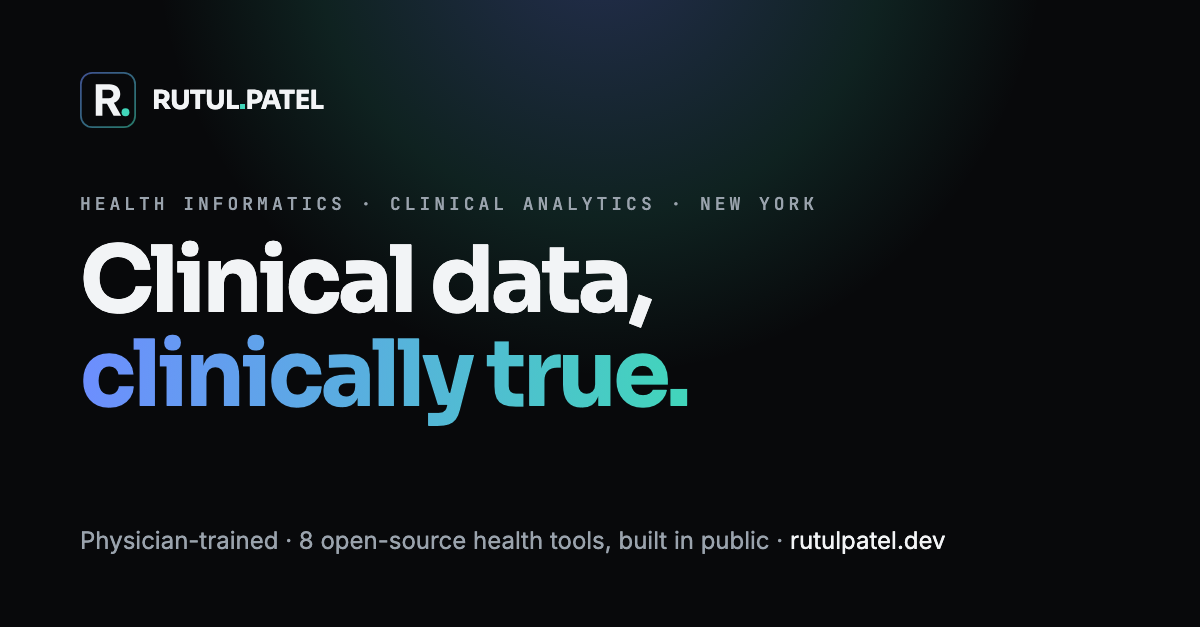 R.
RUTUL.PATEL
HEALTH INFORMATICS · CLINICAL ANALYTICS · NEW YORK
Clinical data,
clinically true.
Physician-trained · 8 open-source health tools, built in public · rutulpatel.dev